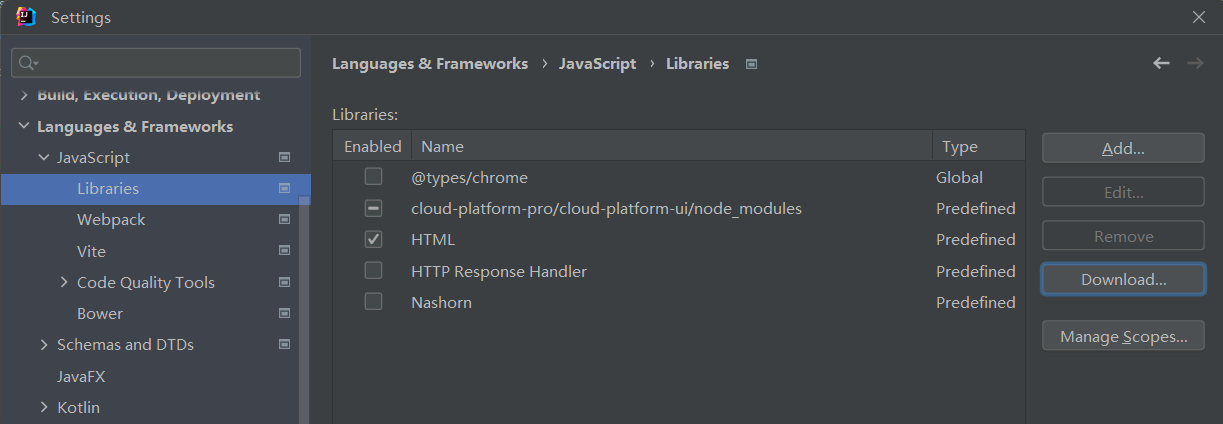 Settings
Build, Execution, Deployment
Languages & Frameworks
JavaScript
Libraries
Webpack
Vite
Code Quality Tools
Bower
Schemas and DTDs
JavaFX
Kotlin
Languages & Frameworks › JavaScript › Libraries
Libraries:
Enabled Name Type
@types/chrome Global
cloud-platform-pro/cloud-platform-ui/node_modules Predefined
HTML Predefined
HTTP Response Handler Predefined
Nashorn Predefined
Add...
Edit...
Remove
Download...
Manage Scopes...